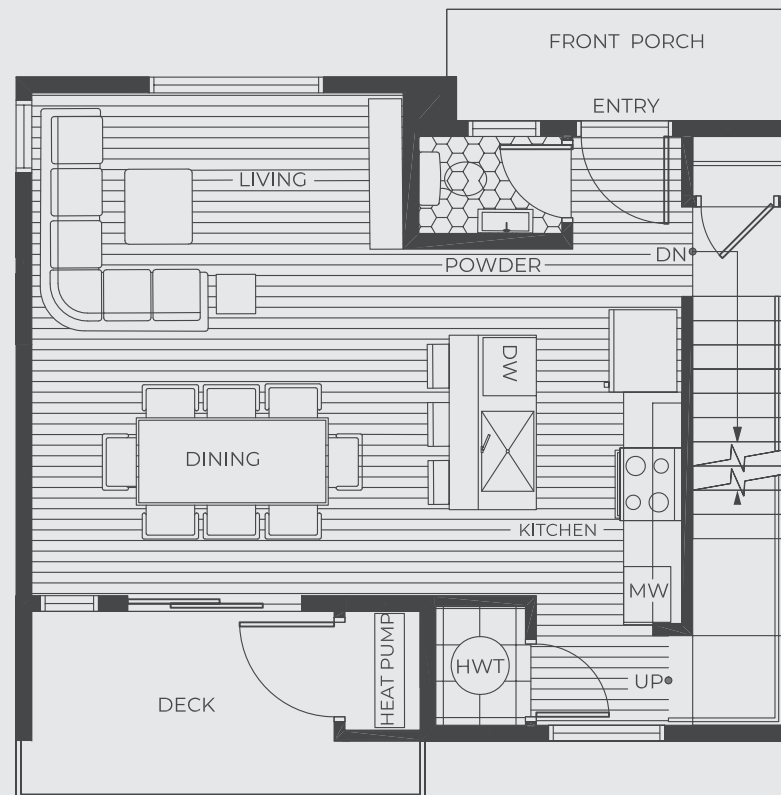 FRONT PORCH
ENTRY
LIVING
DN
POWDER
DW
DINING
KITCHEN
MW
HEAT PUMP
HWT
UP
DECK